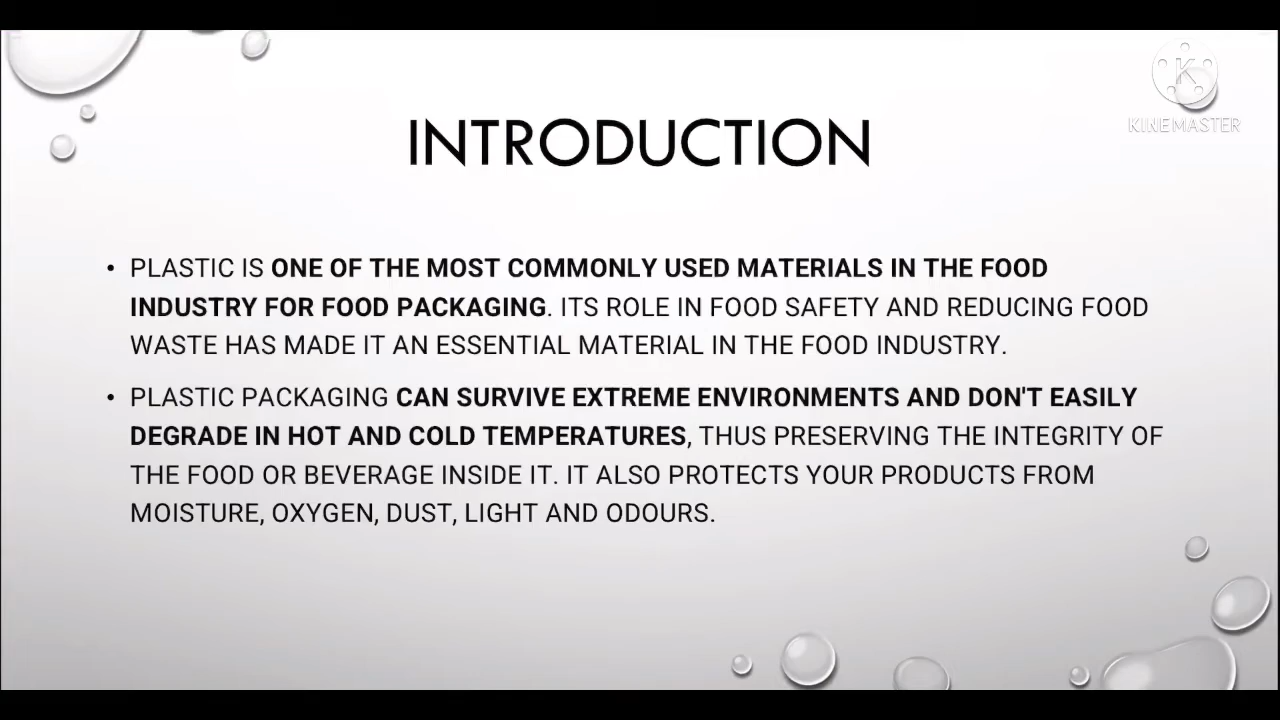 KINEMASTER
INTRODUCTION
• PLASTIC IS ONE OF THE MOST COMMONLY USED MATERIALS IN THE FOOD
INDUSTRY FOR FOOD PACKAGING. ITS ROLE IN FOOD SAFETY AND REDUCING FOOD
WASTE HAS MADE IT AN ESSENTIAL MATERIAL IN THE FOOD INDUSTRY.
• PLASTIC PACKAGING CAN SURVIVE EXTREME ENVIRONMENTS AND DON'T EASILY
DEGRADE IN HOT AND COLD TEMPERATURES, THUS PRESERVING THE INTEGRITY OF
THE FOOD OR BEVERAGE INSIDE IT. IT ALSO PROTECTS YOUR PRODUCTS FROM
MOISTURE, OXYGEN, DUST, LIGHT AND ODOURS.